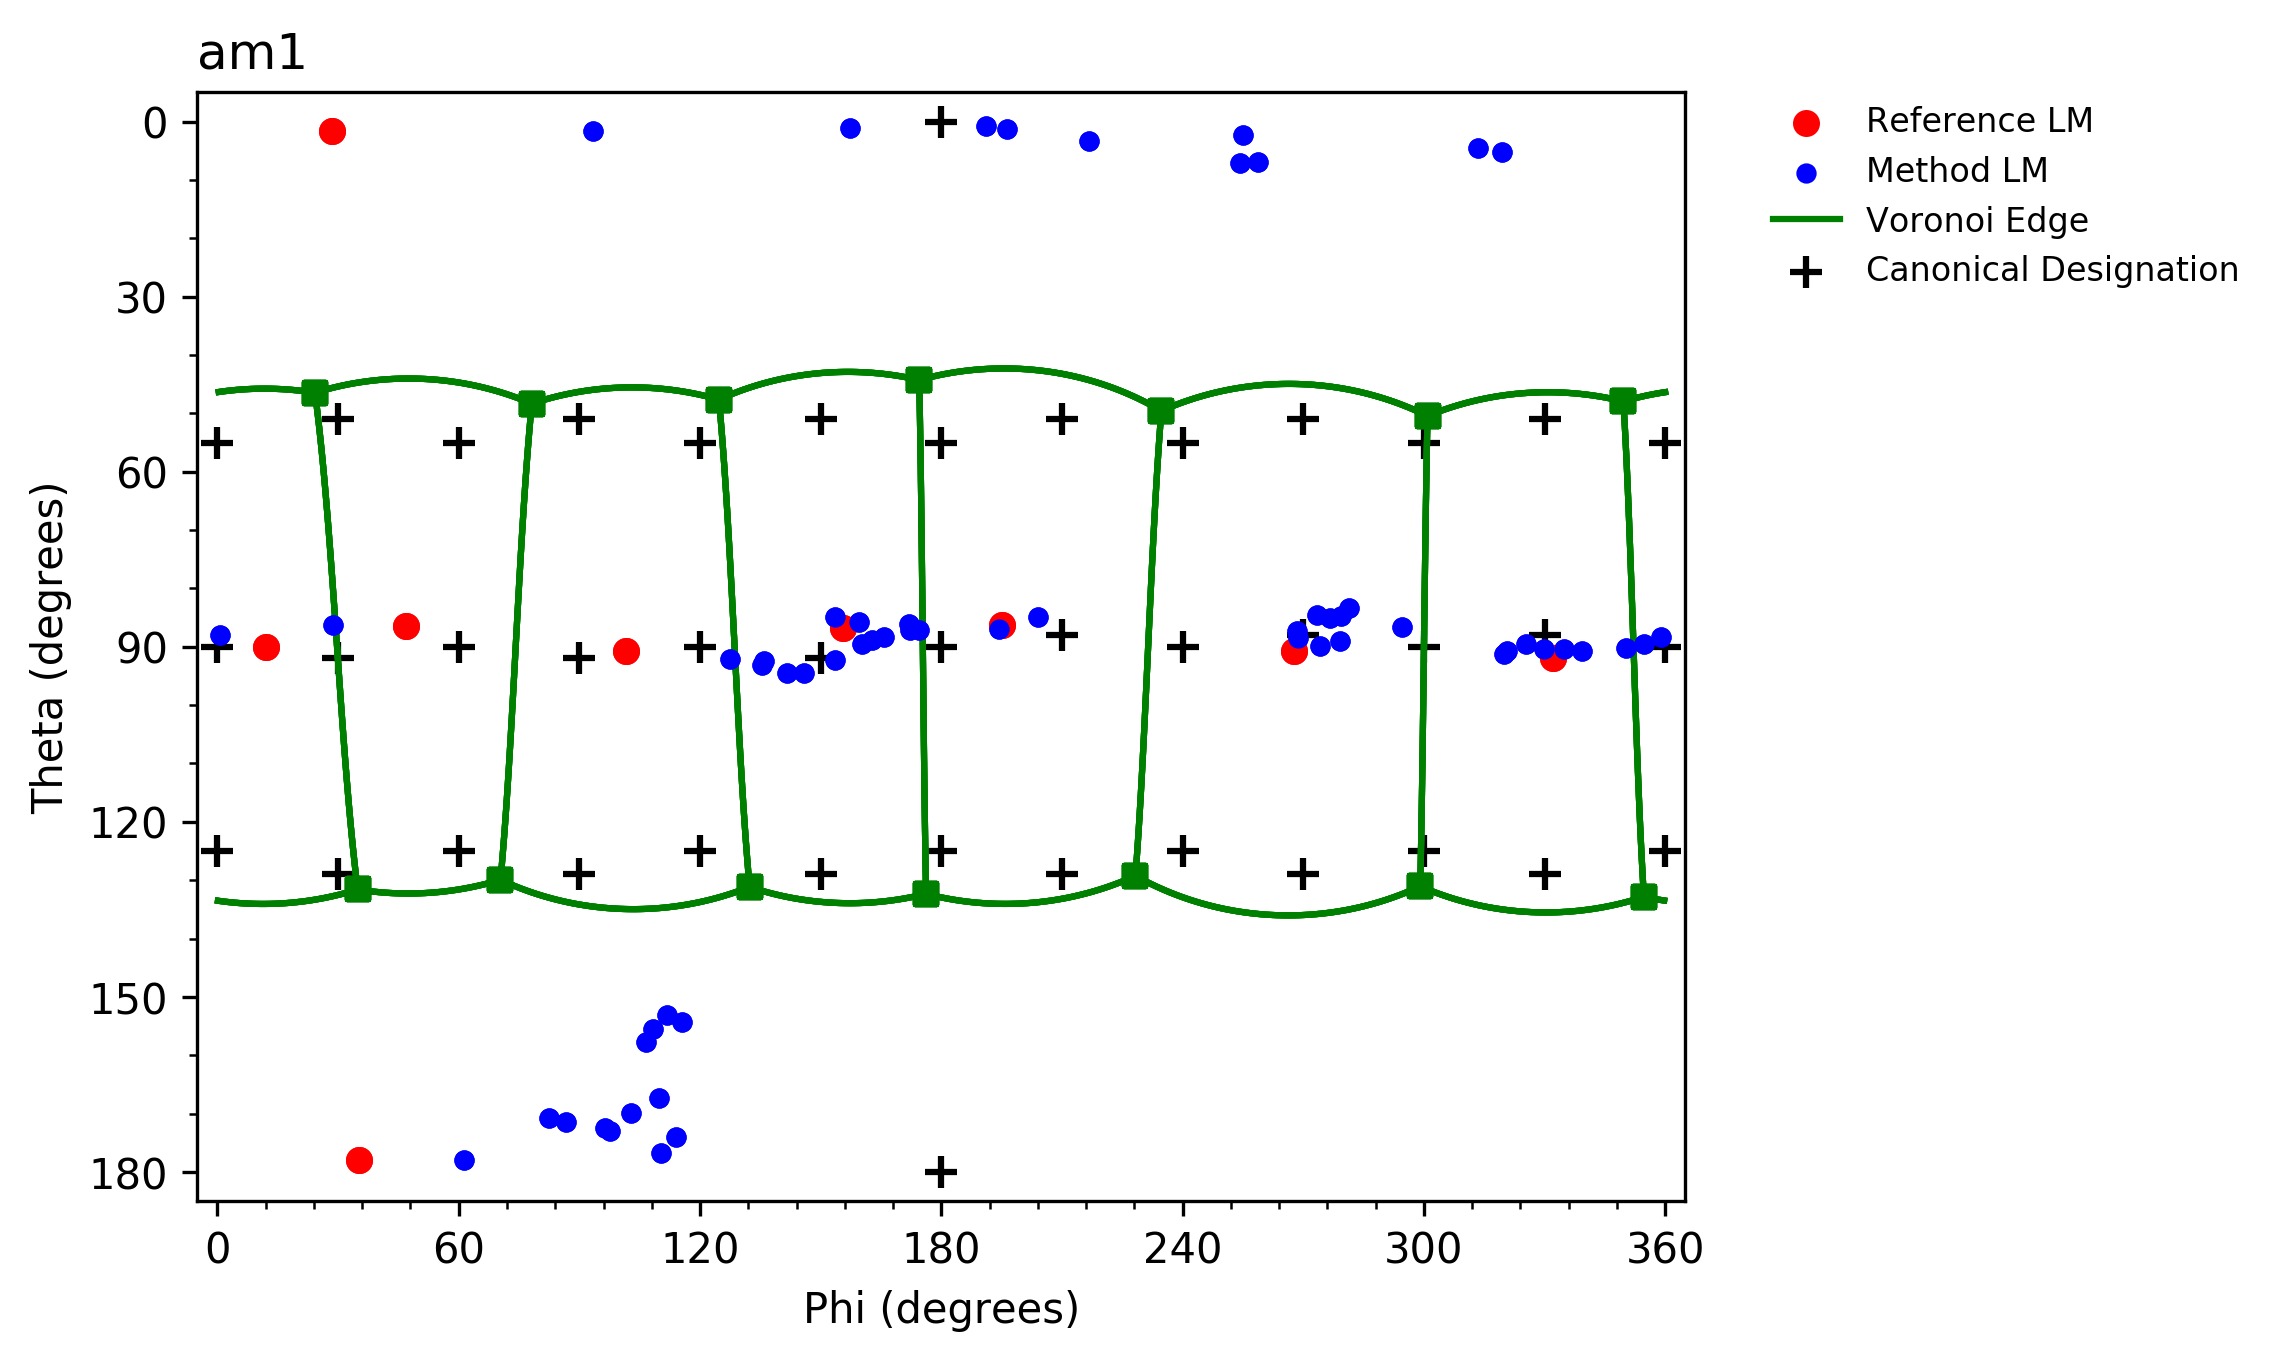 am1
Reference LM
Method LM
Voronoi Edge
Canonical Designation
Theta (degrees)
0
30
60
90
120
150
180
0 60 120 180 240 300 360
Phi (degrees)